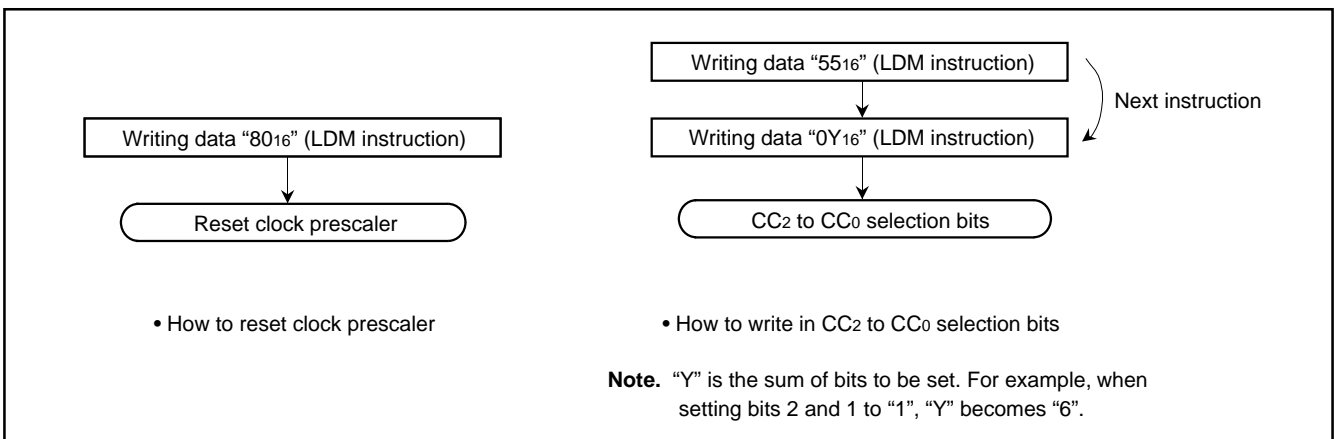 Writing data “8016” (LDM instruction)
Reset clock prescaler
• How to reset clock prescaler
Writing data “5516” (LDM instruction)
Next instruction
Writing data “0Y16” (LDM instruction)
CC2 to CC0 selection bits
• How to write in CC2 to CC0 selection bits
Note. “Y” is the sum of bits to be set. For example, when
setting bits 2 and 1 to “1”, “Y” becomes “6”.